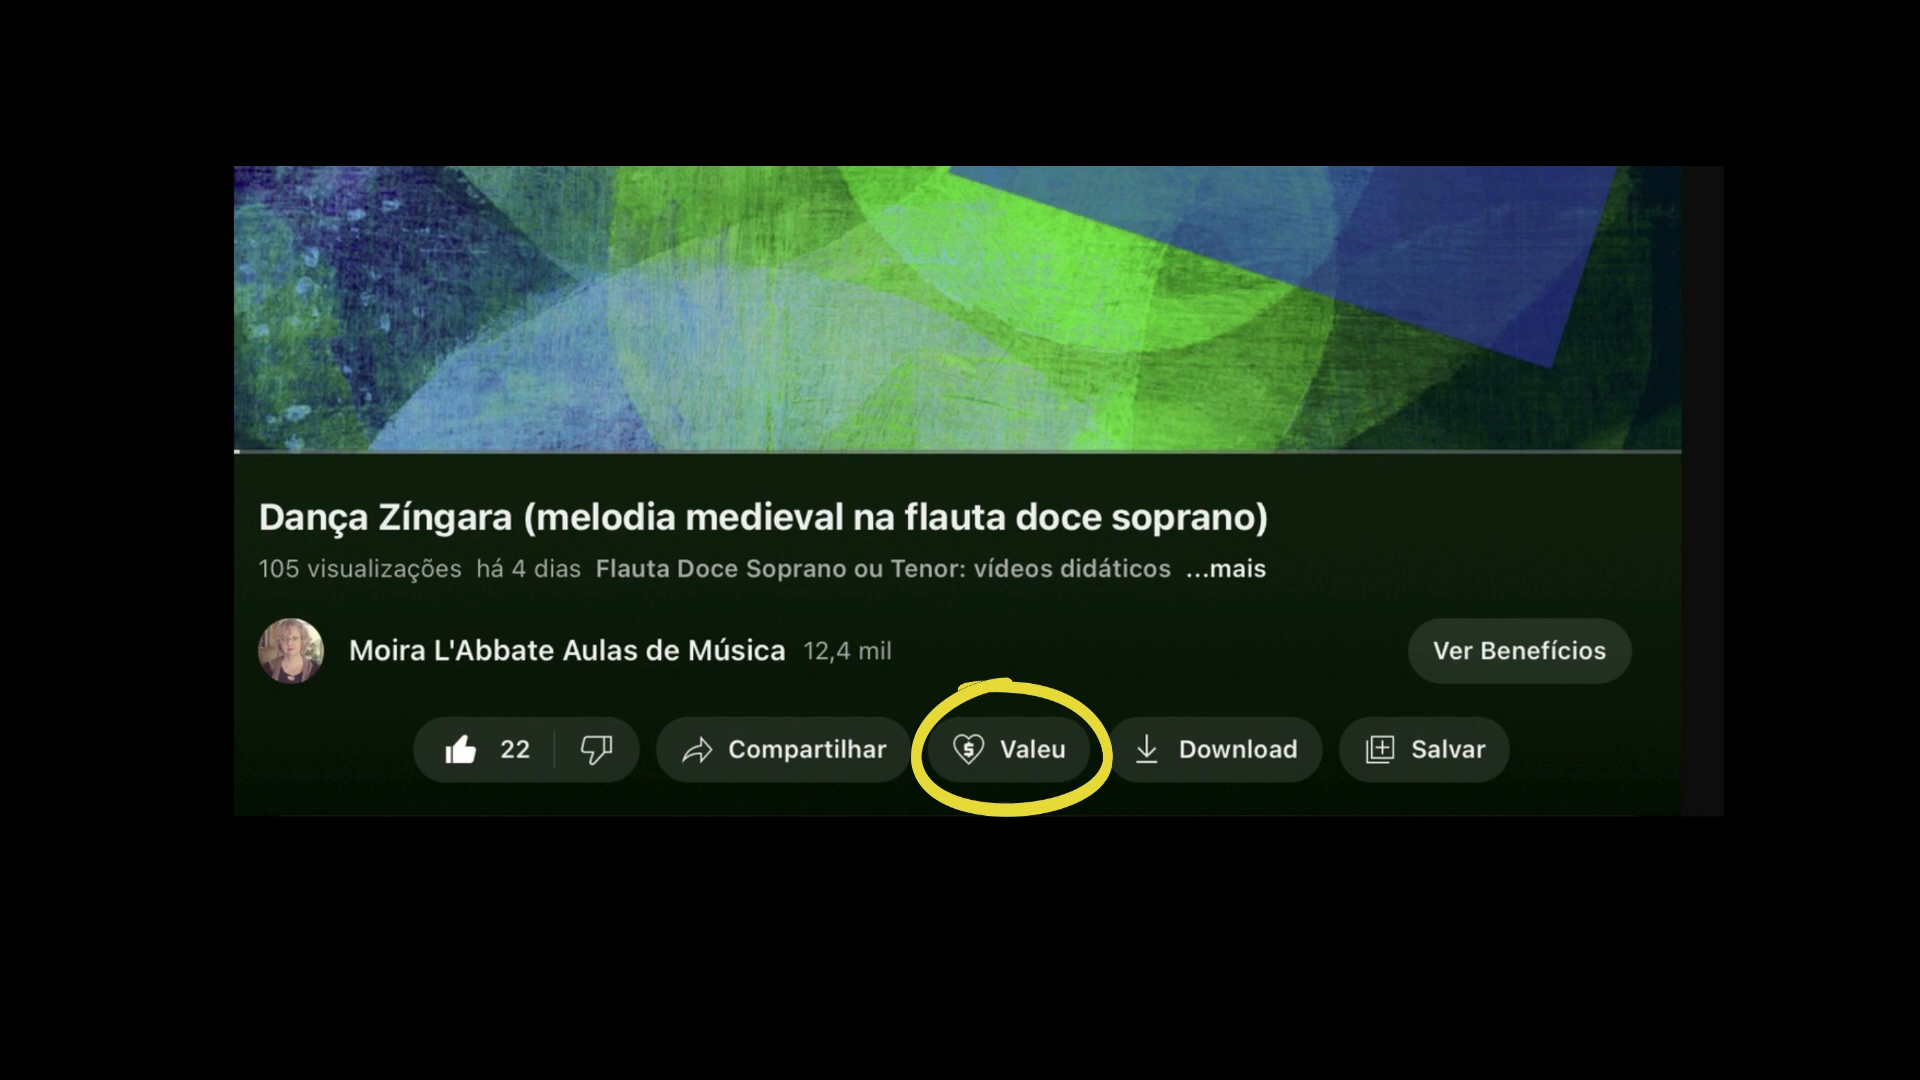 Dança Zíngara (melodia medieval na flauta doce soprano)
105 visualizações há 4 dias Flauta Doce Soprano ou Tenor: vídeos didáticos ...mais
Moira L'Abbate Aulas de Música 12,4 mil Ver Benefícios
22 Compartilhar $ Valeu Download Salvar